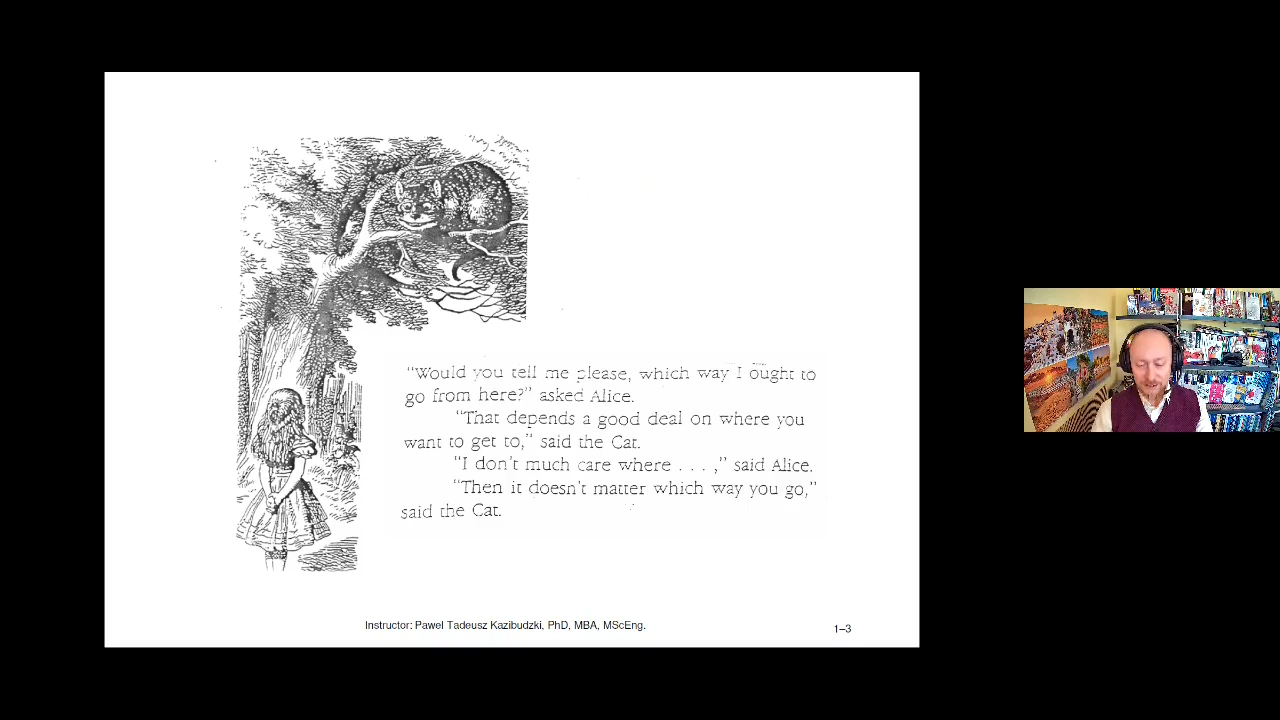 “Would you tell me please, which way I ought to
go from here?” asked Alice.
“That depends a good deal on where you
want to get to,” said the Cat.
“I don’t much care where . . . ,” said Alice.
“Then it doesn’t matter which way you go,”
said the Cat.
Instructor: Pawel Tadeusz Kazibudzki, PhD, MBA, MScEng.
1–3